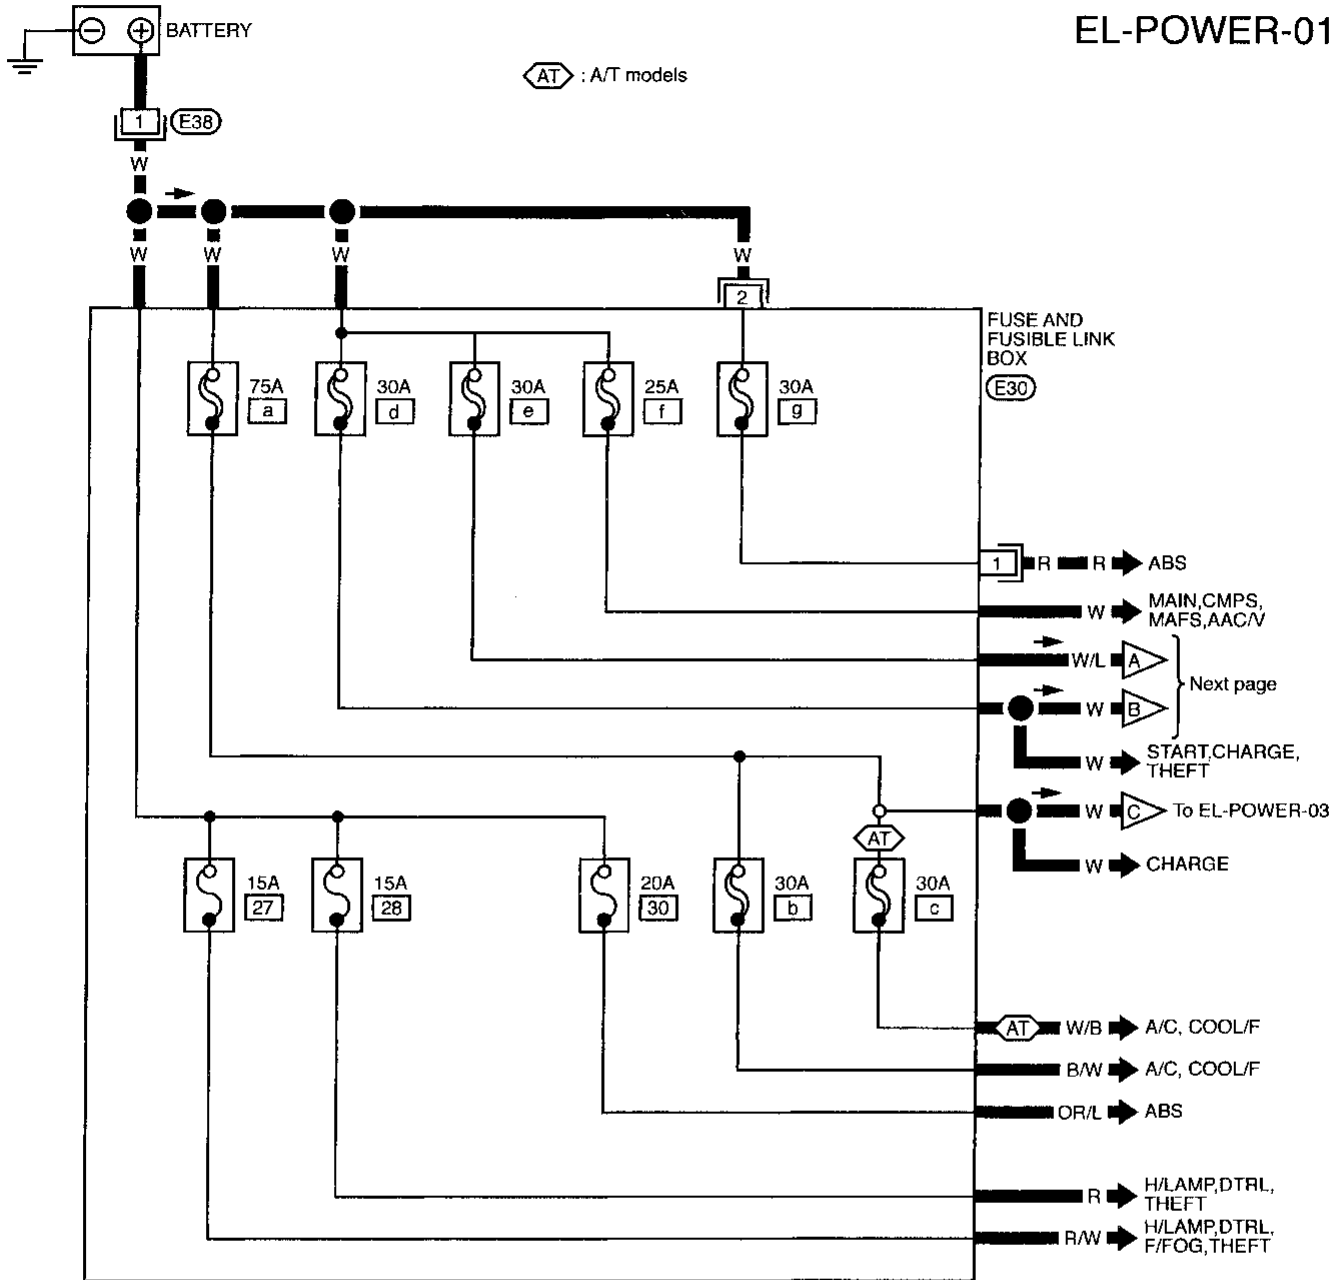 EL-POWER-01
− + BATTERY
AT : A/T models
1 E38
W
W W W W
2
FUSE AND
FUSIBLE LINK
BOX
E30
75A 30A 30A 25A 30A
a d e f g
1 R R ABS
W MAIN,CMPS,
MAFS,AAC/V
W/L A
Next page
W B
W START,CHARGE,
THEFT
W C To EL-POWER-03
AT
W CHARGE
15A 15A 20A 30A 30A
27 28 30 b c
AT W/B A/C, COOL/F
B/W A/C, COOL/F
OR/L ABS
R H/LAMP,DTRL,
THEFT
R/W H/LAMP,DTRL,
F/FOG,THEFT